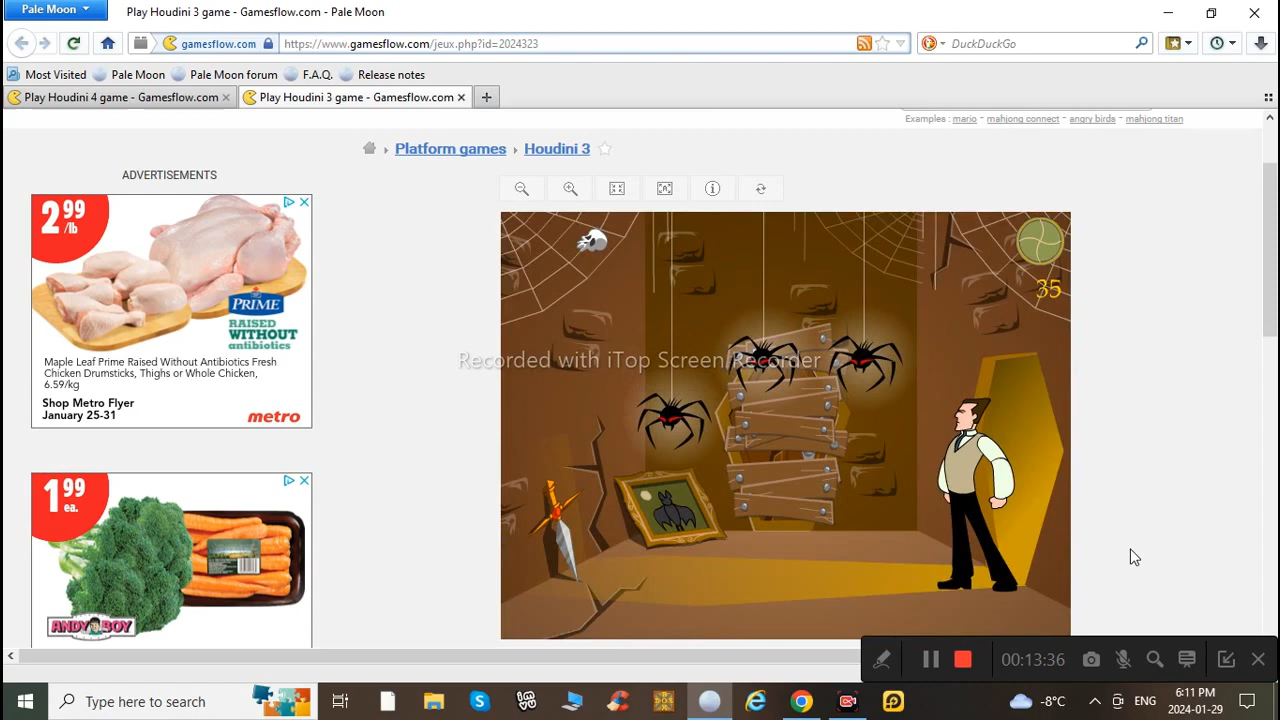 Pale Moon
Play Houdini 3 game - Gamesflow.com - Pale Moon
gamesflow.com
https://www.gamesflow.com/jeux.php?id=2024323
DuckDuckGo
Most Visited
Pale Moon
Pale Moon forum
F.A.Q.
Release notes
Play Houdini 4 game - Gamesflow.com
Play Houdini 3 game - Gamesflow.com
Examples : mario - mahjong connect - angry birds - mahjong titan
Platform games
Houdini 3
ADVERTISEMENTS
2 99
/lb
PRIME
RAISED
WITHOUT
antibiotics
Maple Leaf Prime Raised Without Antibiotics Fresh
Chicken Drumsticks, Thighs or Whole Chicken,
6.59/kg
Shop Metro Flyer
January 25-31
metro
1 99
ea.
ANDY BOY
35
Recorded with iTop Screen Recorder
00:13:36
Type here to search
-8°C
ENG
6:11 PM
2024-01-29